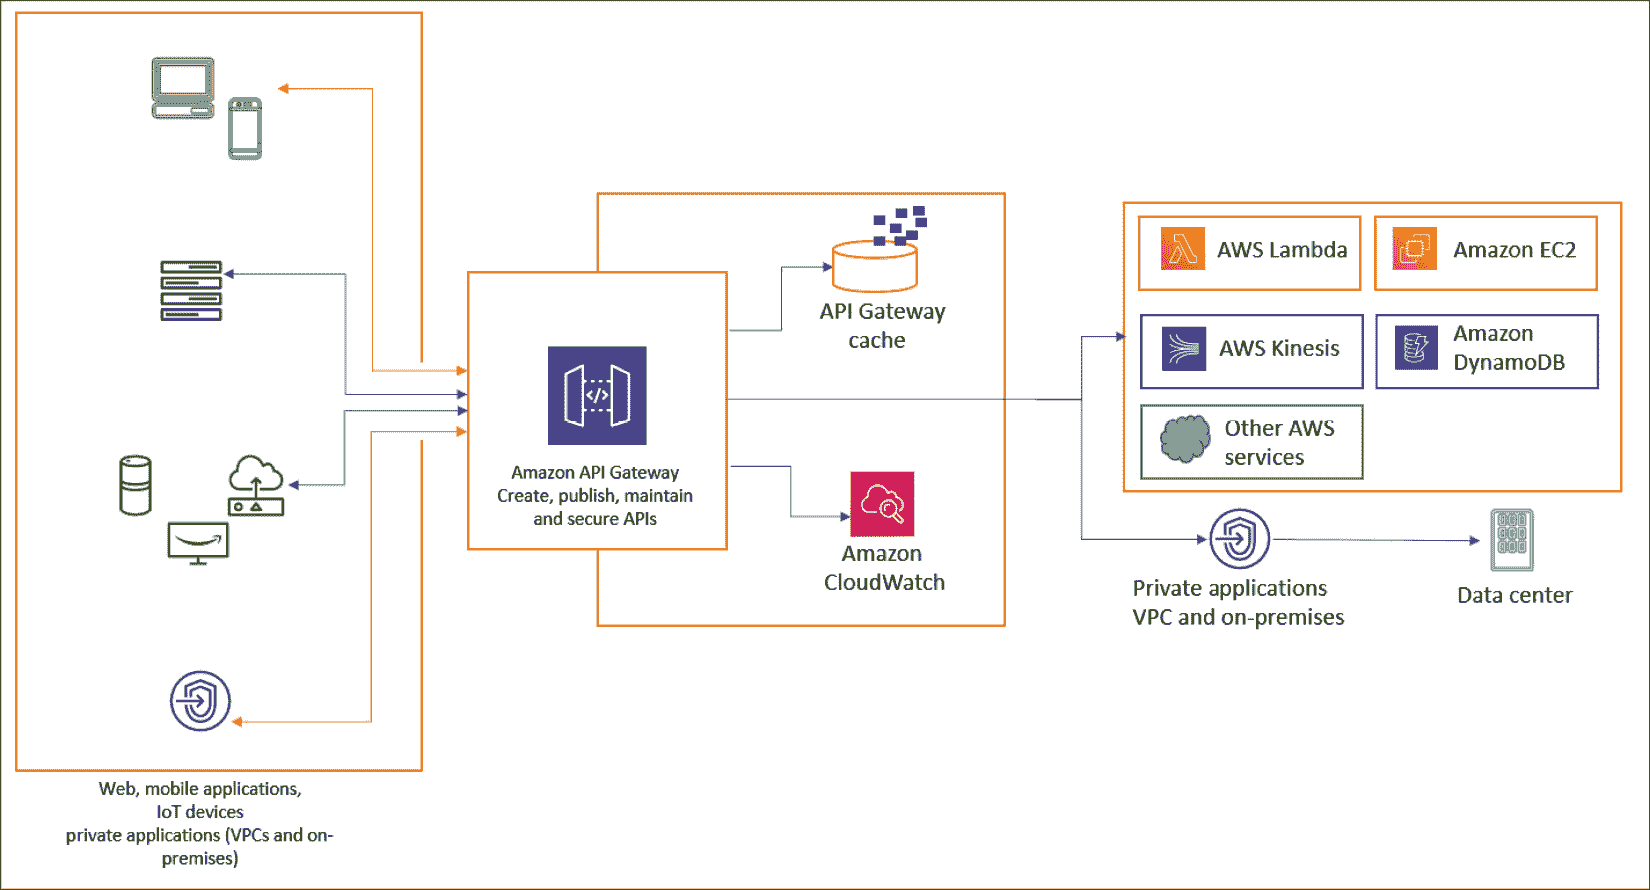 API Gateway
cache
Amazon API Gateway
Create, publish, maintain
and secure APIs
Amazon
CloudWatch
AWS Lambda
Amazon EC2
AWS Kinesis
Amazon
DynamoDB
Other AWS
services
Private applications
VPC and on-premises
Data center
Web, mobile applications,
IoT devices
private applications (VPCs and on-
premises)